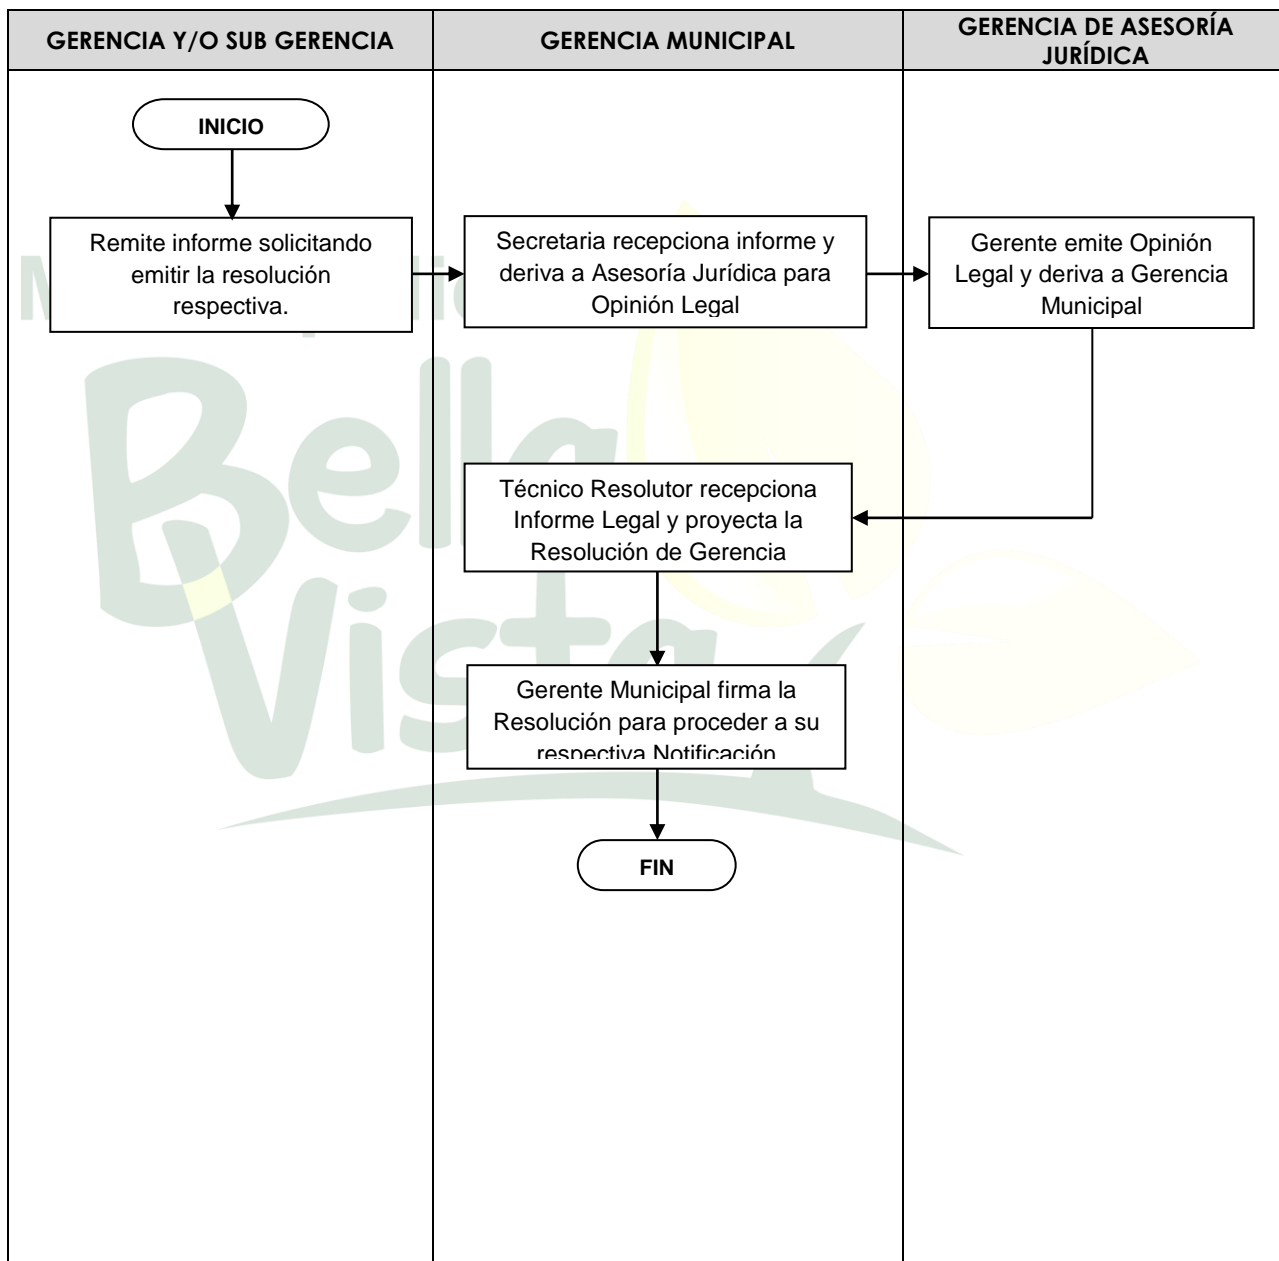 GERENCIA Y/O SUB GERENCIA
GERENCIA MUNICIPAL
GERENCIA DE ASESORÍA
JURÍDICA
INICIO
Remite informe solicitando
emitir la resolución
respectiva.
Secretaria recepciona informe y
deriva a Asesoría Jurídica para
Opinión Legal
Gerente emite Opinión
Legal y deriva a Gerencia
Municipal
Técnico Resolutor recepciona
Informe Legal y proyecta la
Resolución de Gerencia
Gerente Municipal firma la
Resolución para proceder a su
respectiva Notificación
FIN
Bella
Vista